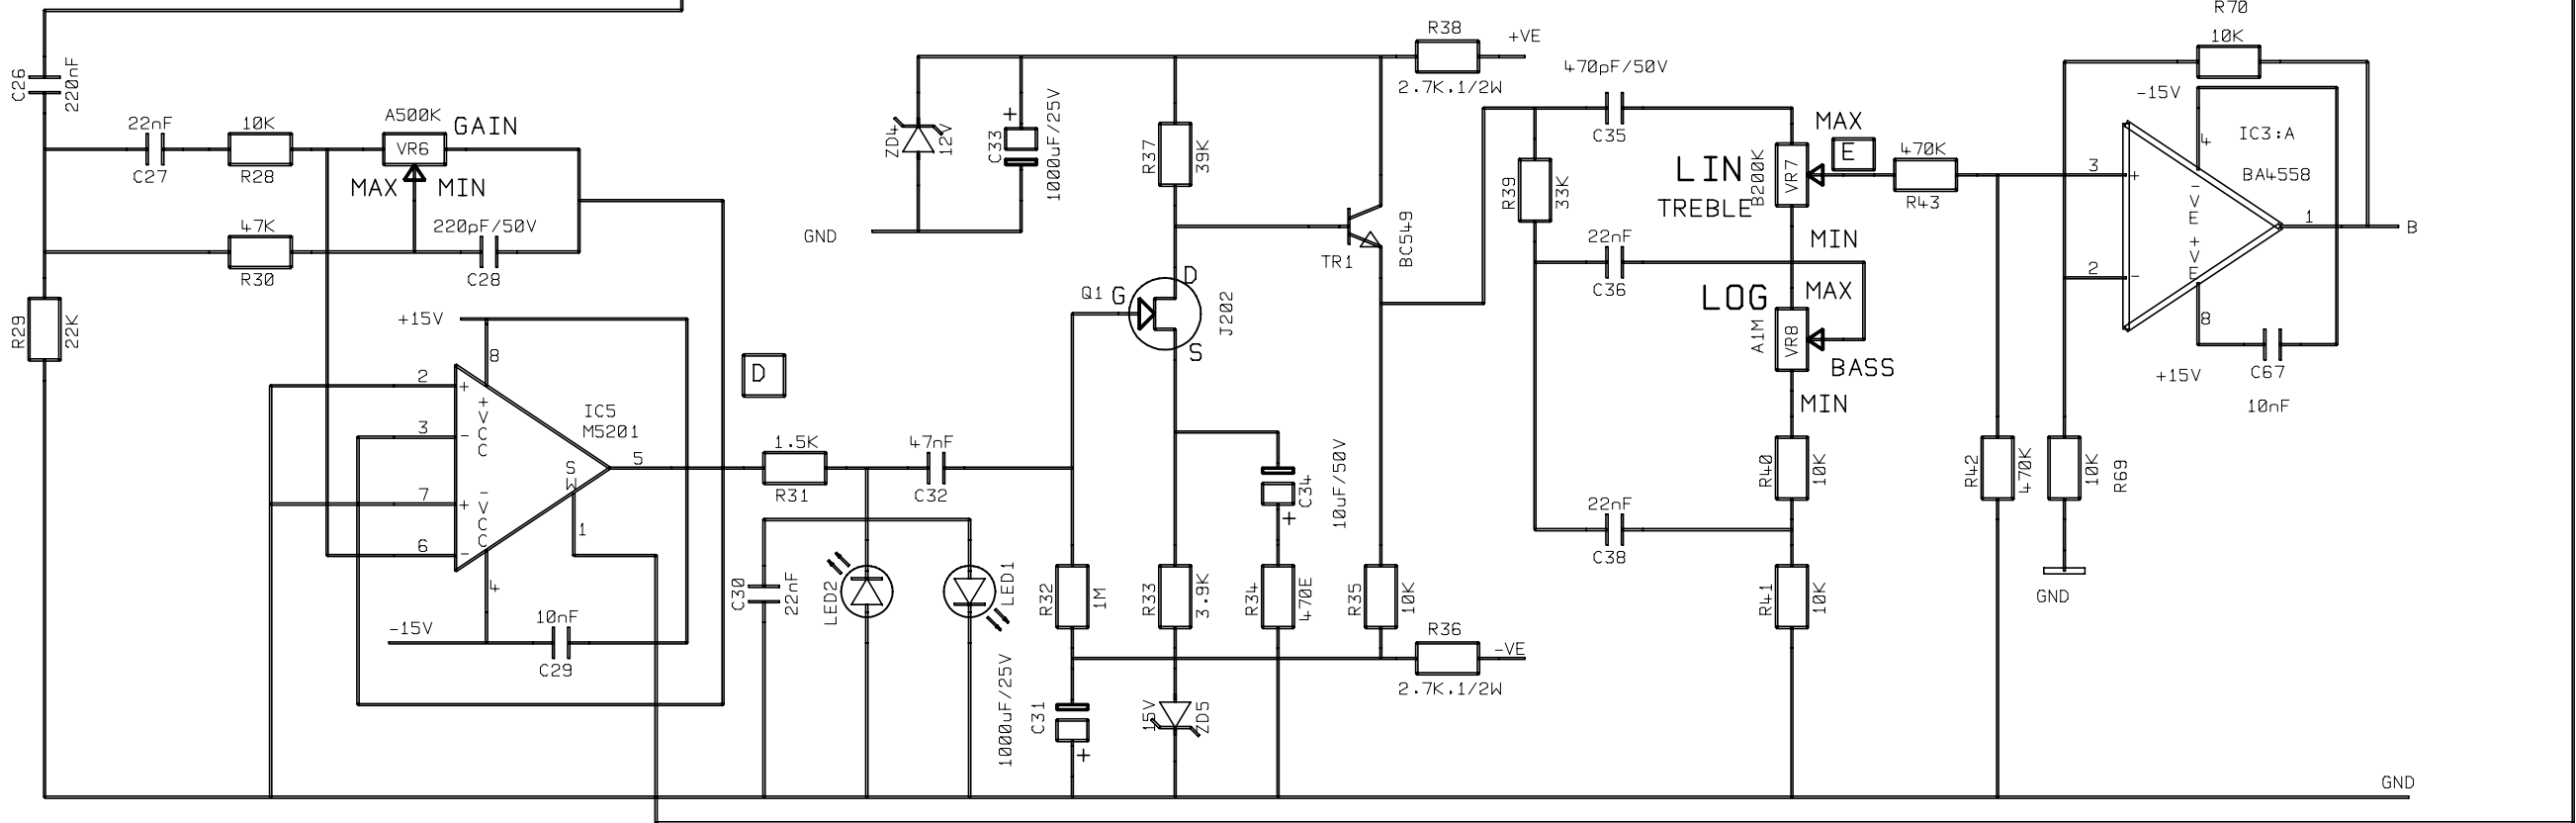 C26
220nF
22nF
C27
10K
R28
A500K
GAIN
VR6
MAX
MIN
47K
R30
220pF/50V
C28
R29
22K
+15V
8
2
+
3
-
7
+
6
-
+VCC
-VCC
SW
IC5
M5201
5
1
4
-15V
10nF
C29
D
1.5K
R31
47nF
C32
C30
22nF
LED2
LED1
GND
ZD4
12V
+
C33
1000uF/25V
R37
39K
R38
+VE
2.7K.1/2W
TR1
BC549
Q1
G
D
S
J202
C34
+
10uF/50V
R32
1M
R33
3.9K
R34
470E
R35
10K
R36
-VE
2.7K.1/2W
1000uF/25V
C31
+
15V
ZD5
470pF/50V
C35
R39
33K
22nF
C36
22nF
C38
MAX
E
LIN
TREBLE
B200K
VR7
MIN
LOG
MAX
A1M
VR8
BASS
MIN
R40
10K
R41
10K
470K
R43
R42
470K
10K
R69
GND
R70
10K
-15V
4
IC3:A
BA4558
3
+
2
-
-VE
+VE
1
B
8
C67
+15V
10nF
GND